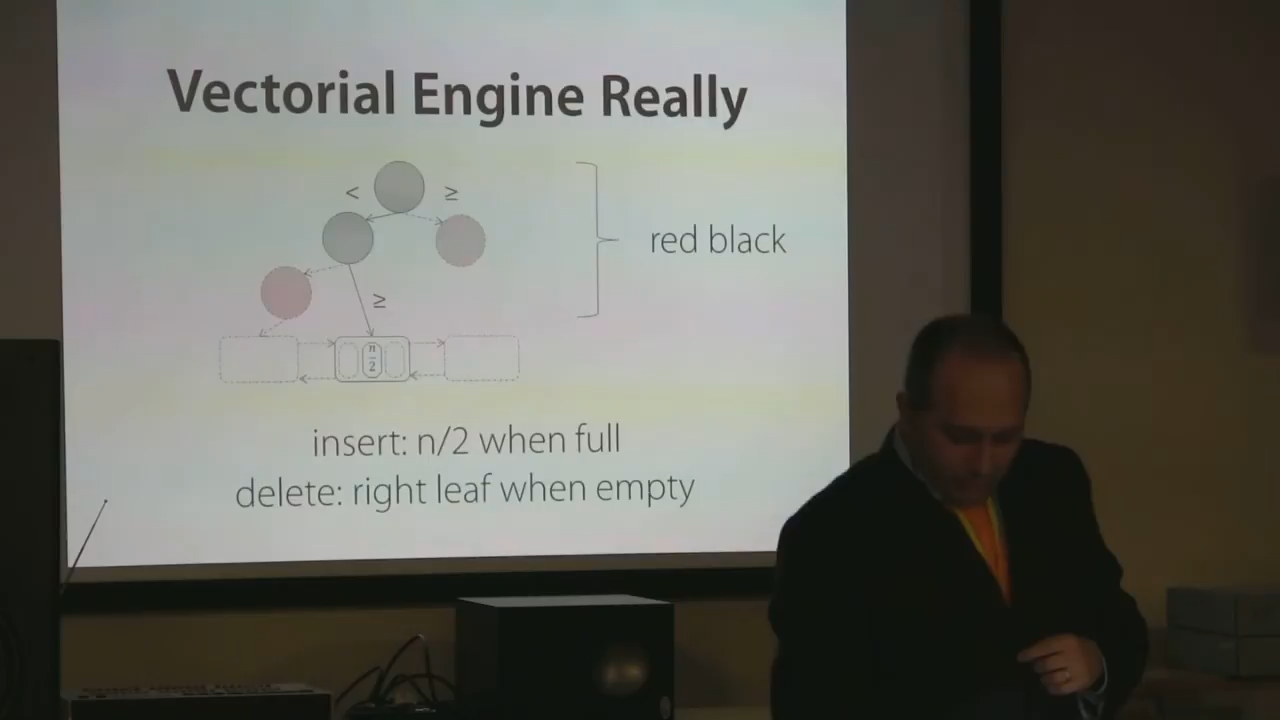 Vectorial Engine Really
< ≥
red black
≥
n
2
insert: n/2 when full
delete: right leaf when empty